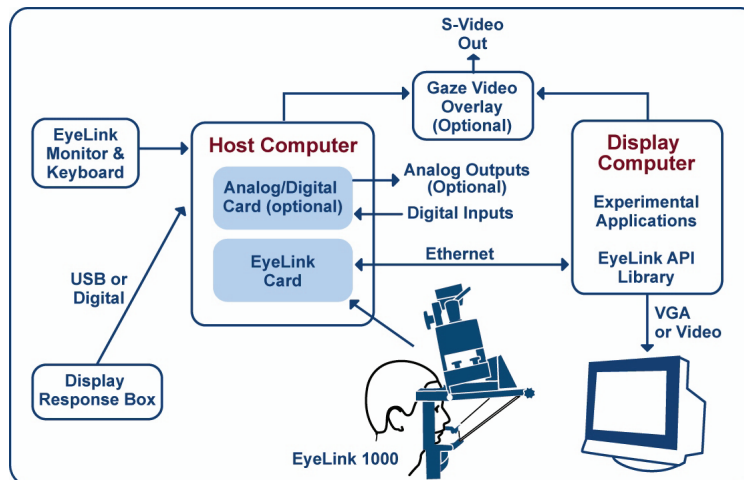 S-Video
Out
Gaze Video
Overlay
(Optional)
EyeLink
Monitor &
Keyboard
Host Computer
Analog/Digital
Card (optional)
Analog Outputs
(Optional)
Digital Inputs
EyeLink
Card
Ethernet
Display
Computer
Experimental
Applications
EyeLink API
Library
USB or
Digital
VGA
or Video
Display
Response Box
EyeLink 1000